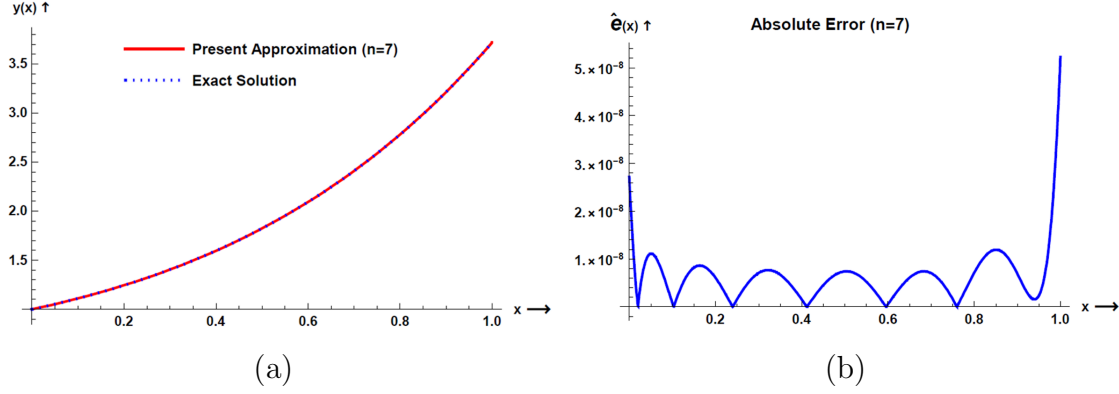 y(x) ↑
Present Approximation (n=7)
Exact Solution
3.5
3.0
2.5
2.0
1.5
0.2
0.4
0.6
0.8
1.0
x →
(a)
ê(x) ↑
Absolute Error (n=7)
5. × 10⁻⁸
4. × 10⁻⁸
3. × 10⁻⁸
2. × 10⁻⁸
1. × 10⁻⁸
0.2
0.4
0.6
0.8
1.0
x →
(b)